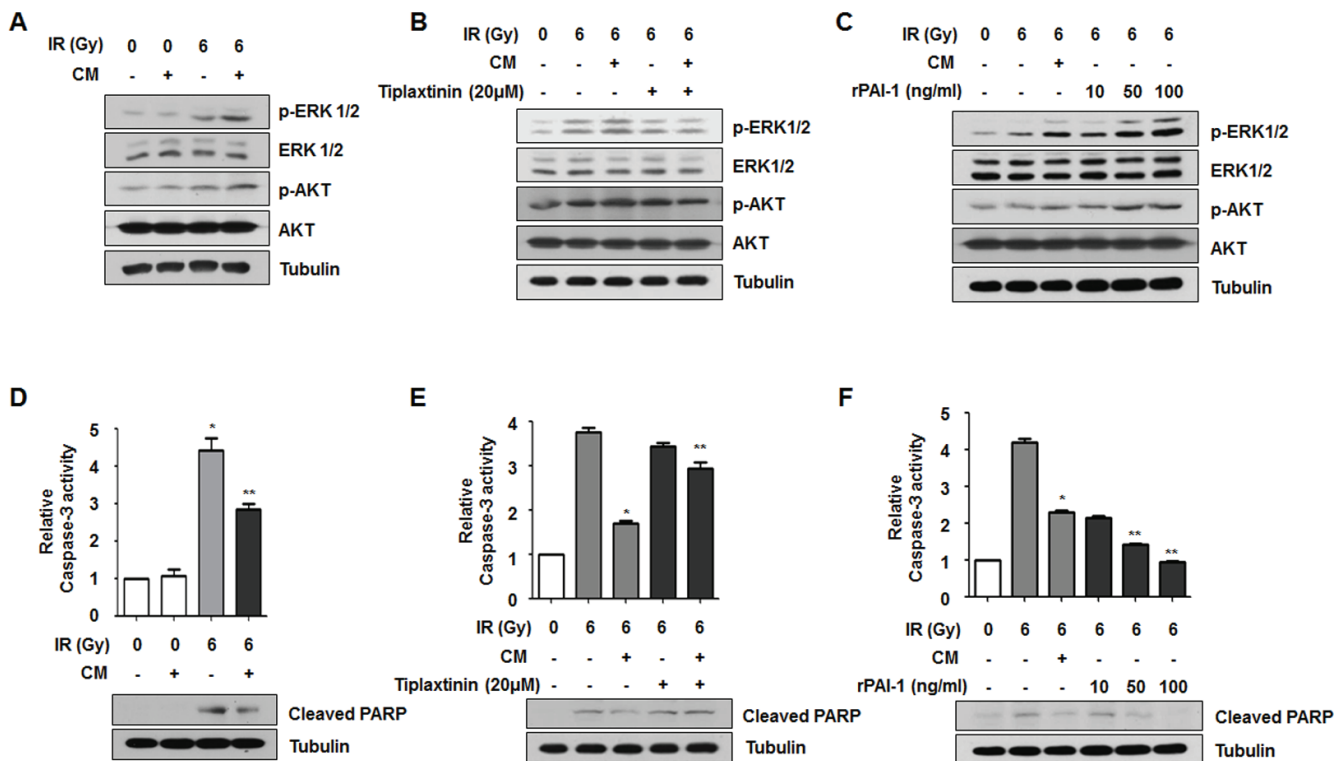 A
IR (Gy) 0 0 6 6
CM - + - +
p-ERK 1/2
ERK 1/2
p-AKT
AKT
Tubulin
B
IR (Gy) 0 6 6 6 6
CM - - + - +
Tiplaxtinin (20μM) - - - + +
p-ERK1/2
ERK1/2
p-AKT
AKT
Tubulin
C
IR (Gy) 0 6 6 6 6 6
CM - - + - - -
rPAI-1 (ng/ml) - - - 10 50 100
p-ERK1/2
ERK1/2
p-AKT
AKT
Tubulin
D
Relative
Caspase-3 activity
5
4
3
2
1
0
*
**
IR (Gy) 0 0 6 6
CM - + - +
Cleaved PARP
Tubulin
E
Relative
Caspase-3 activity
4
3
2
1
0
*
**
IR (Gy) 0 6 6 6 6
CM - - + - +
Tiplaxtinin (20μM) - - - + +
Cleaved PARP
Tubulin
F
Relative
Caspase-3 activity
5
4
3
2
1
0
*
**
**
IR (Gy) 0 6 6 6 6 6
CM - - + - - -
rPAI-1 (ng/ml) - - - 10 50 100
Cleaved PARP
Tubulin